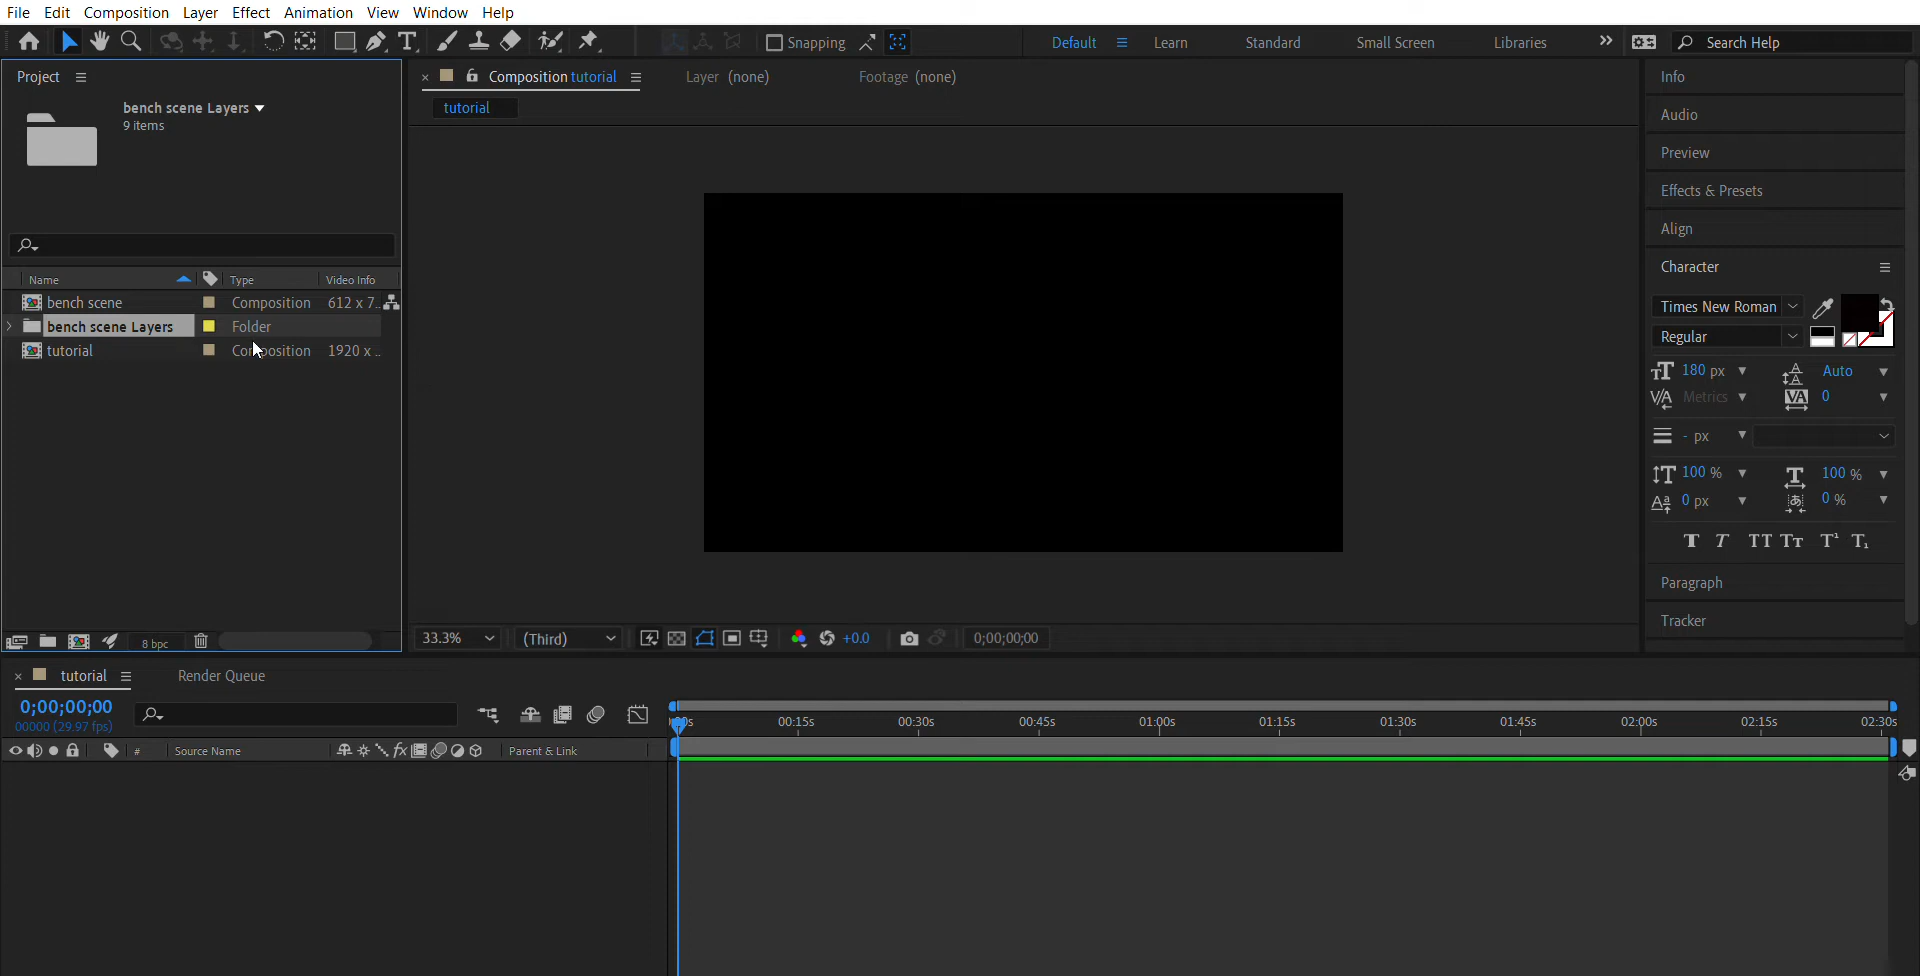 File Edit Composition Layer Effect Animation View Window Help
Snapping Default Learn Standard Small Screen Libraries Search Help
Project
bench scene Layers
9 items
Name Type Video Info
bench scene Composition 612 x 7..
bench scene Layers Folder
tutorial Composition 1920 x ..
8 bpc
Composition tutorial Layer (none) Footage (none)
tutorial
33.3% (Third) +0.0 0;00;00;00
Info
Audio
Preview
Effects & Presets
Align
Character
Times New Roman
Regular
180 px Auto
Metrics 0
- px
100 % 100 %
0 px 0 %
T T TT Tт T¹ T₁
Paragraph
Tracker
tutorial Render Queue
0;00;00;00
00000 (29.97 fps)
00:15s 00:30s 00:45s 01:00s 01:15s 01:30s 01:45s 02:00s 02:15s 02:30s
# Source Name Parent & Link